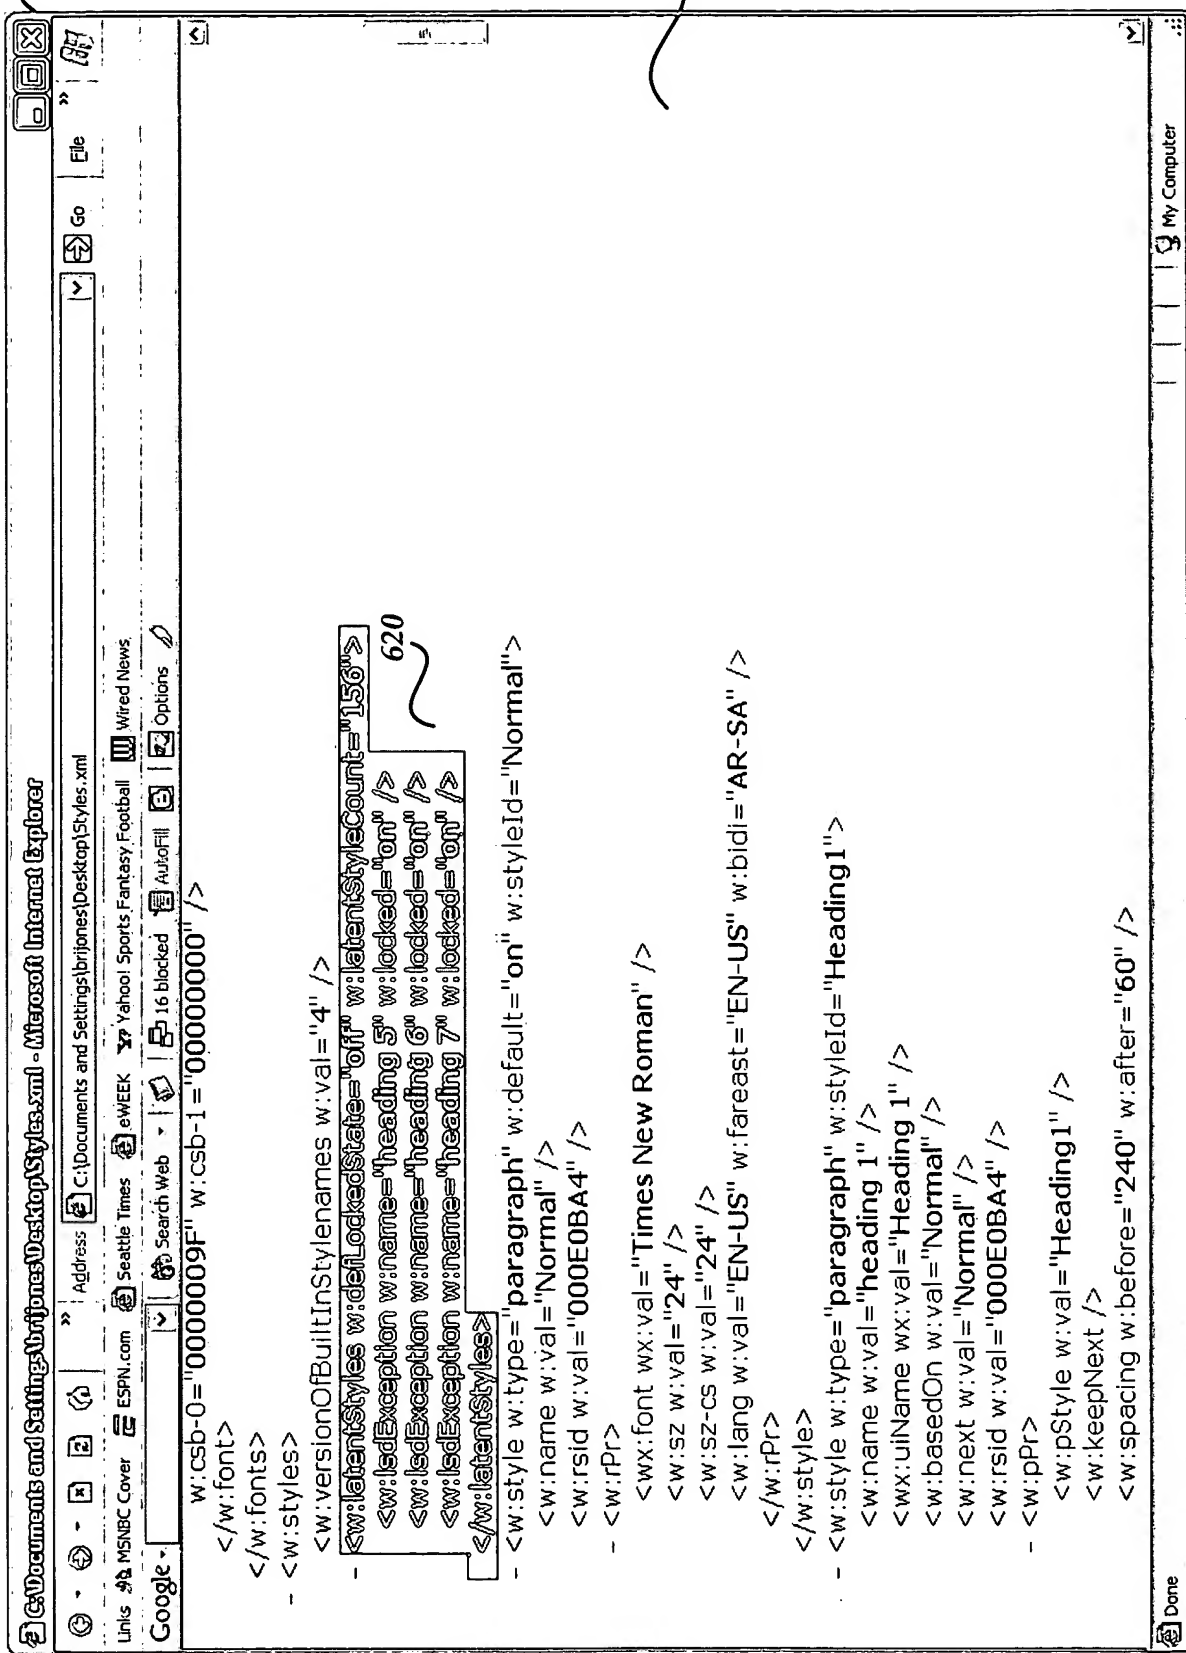 C:\Documents and Settings\brijones\Desktop\Styles.xml - Microsoft Internet Explorer
» Address C:\Documents and Settings\brijones\Desktop\Styles.xml Go File »
Links MSNBC Cover ESPN.com Seattle Times eWEEK Yahoo! Sports Fantasy Football Wired News
Google Search Web 16 blocked AutoFill Options
w:csb-0="0000009F" w:csb-1="00000000" />
</w:font>
</w:fonts>
- <w:styles>
<w:versionOfBuiltInStylenames w:val="4" />
- <w:latentStyles w:defLockedState="off" w:latentStyleCount="156">
<w:lsdException w:name="heading 5" w:locked="on" />
<w:lsdException w:name="heading 6" w:locked="on" />
<w:lsdException w:name="heading 7" w:locked="on" />
</w:latentStyles>
620
- <w:style w:type="paragraph" w:default="on" w:styleId="Normal">
<w:name w:val="Normal" />
<w:rsid w:val="000E0BA4" />
- <w:rPr>
<wx:font wx:val="Times New Roman" />
<w:sz w:val="24" />
<w:sz-cs w:val="24" />
<w:lang w:val="EN-US" w:fareast="EN-US" w:bidi="AR-SA" />
</w:rPr>
</w:style>
- <w:style w:type="paragraph" w:styleId="Heading1">
<w:name w:val="heading 1" />
<wx:uiName wx:val="Heading 1" />
<w:basedOn w:val="Normal" />
<w:next w:val="Normal" />
<w:rsid w:val="000E0BA4" />
- <w:pPr>
<w:pStyle w:val="Heading1" />
<w:keepNext />
<w:spacing w:before="240" w:after="60" />
Done My Computer